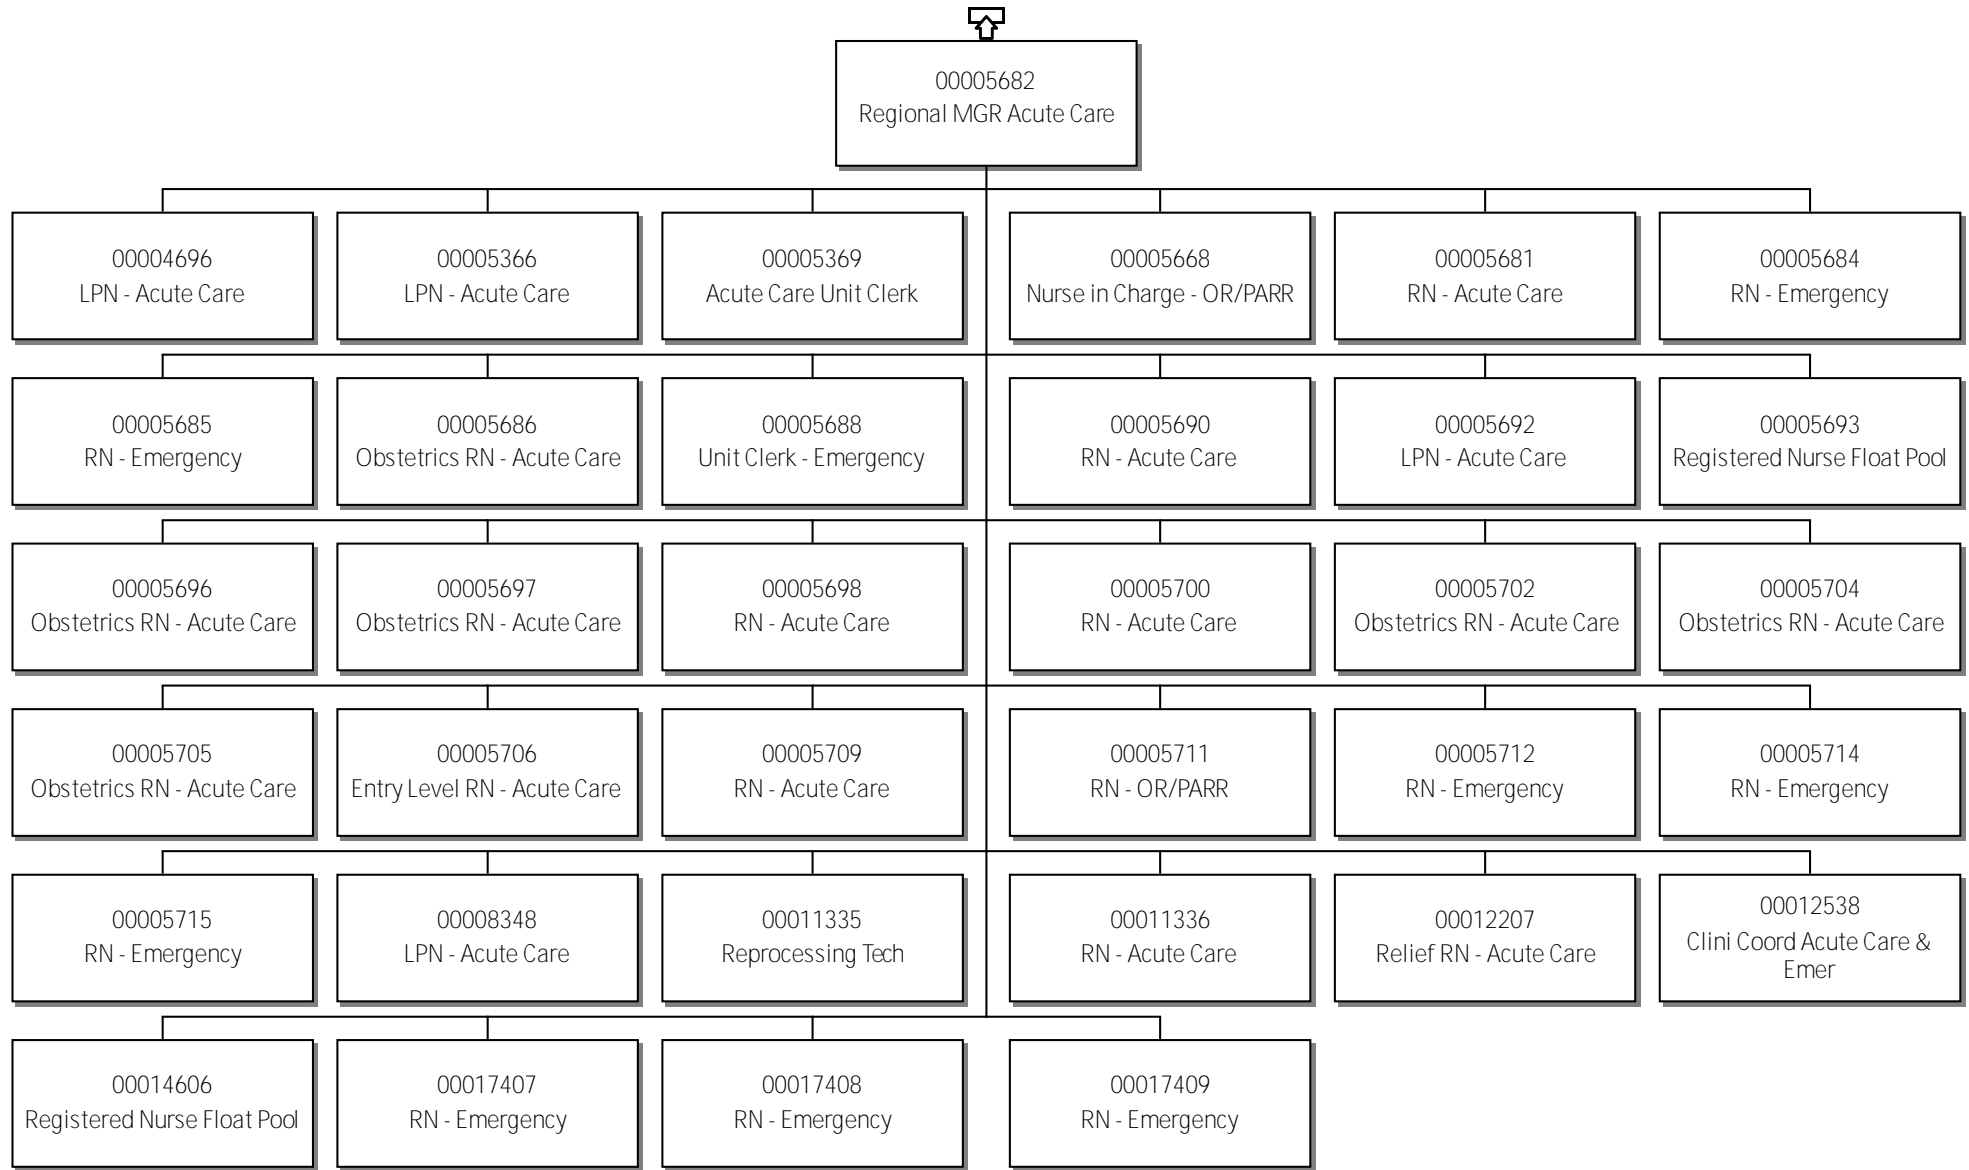 00005682
Regional MGR Acute Care
00004696
LPN - Acute Care
00005366
LPN - Acute Care
00005369
Acute Care Unit Clerk
00005668
Nurse in Charge - OR/PARR
00005681
RN - Acute Care
00005684
RN - Emergency
00005685
RN - Emergency
00005686
Obstetrics RN - Acute Care
00005688
Unit Clerk - Emergency
00005690
RN - Acute Care
00005692
LPN - Acute Care
00005693
Registered Nurse Float Pool
00005696
Obstetrics RN - Acute Care
00005697
Obstetrics RN - Acute Care
00005698
RN - Acute Care
00005700
RN - Acute Care
00005702
Obstetrics RN - Acute Care
00005704
Obstetrics RN - Acute Care
00005705
Obstetrics RN - Acute Care
00005706
Entry Level RN - Acute Care
00005709
RN - Acute Care
00005711
RN - OR/PARR
00005712
RN - Emergency
00005714
RN - Emergency
00005715
RN - Emergency
00008348
LPN - Acute Care
00011335
Reprocessing Tech
00011336
RN - Acute Care
00012207
Relief RN - Acute Care
00012538
Clini Coord Acute Care &
Emer
00014606
Registered Nurse Float Pool
00017407
RN - Emergency
00017408
RN - Emergency
00017409
RN - Emergency